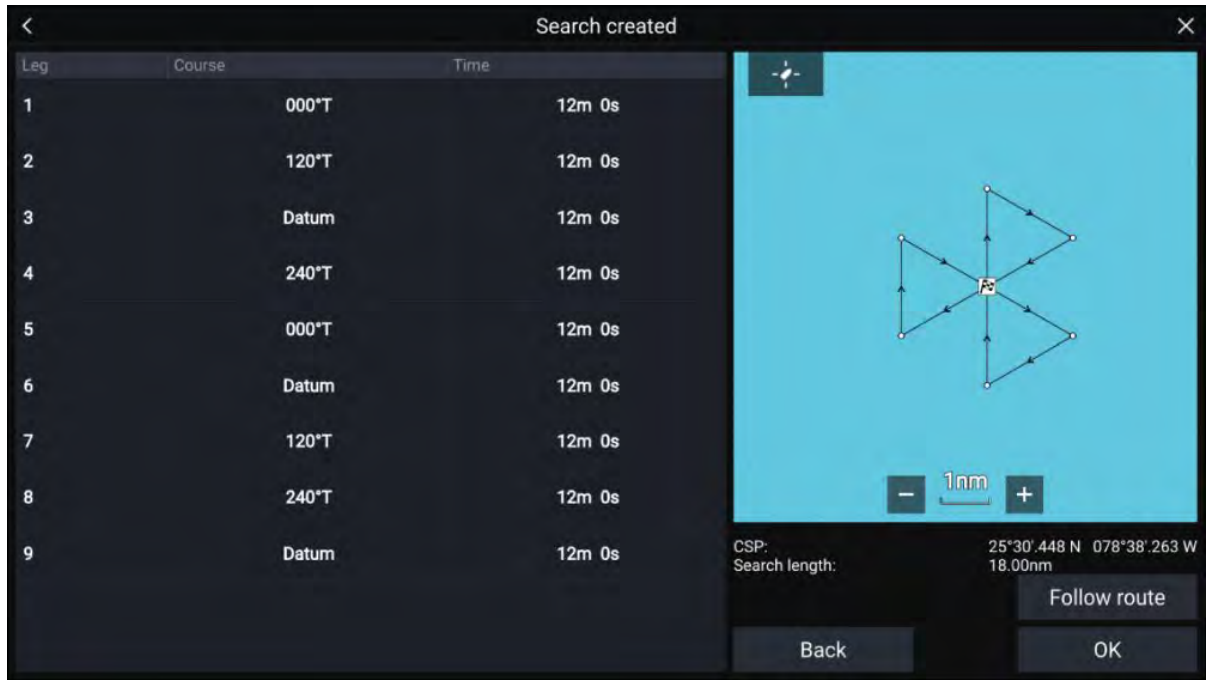 Search created
Leg Course Time
1 000°T 12m 0s
2 120°T 12m 0s
3 Datum 12m 0s
4 240°T 12m 0s
5 000°T 12m 0s
6 Datum 12m 0s
7 120°T 12m 0s
8 240°T 12m 0s
9 Datum 12m 0s
1nm
CSP: 25°30'.448 N 078°38'.263 W
Search length: 18.00nm
Follow route
Back OK